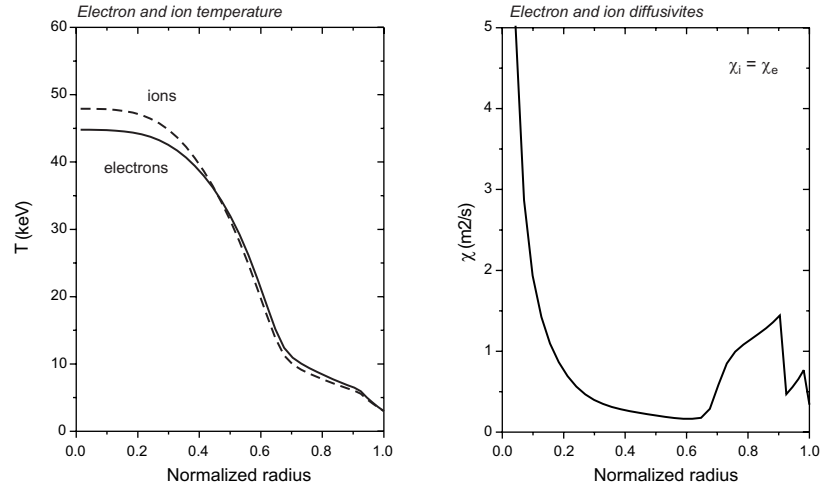 Electron and ion temperature
60
50
40
30
20
10
0
T (keV)
ions
electrons
0.0 0.2 0.4 0.6 0.8 1.0
Normalized radius
Electron and ion diffusivites
5
4
3
2
1
0
χ (m2/s)
χi = χe
0.0 0.2 0.4 0.6 0.8 1.0
Normalized radius